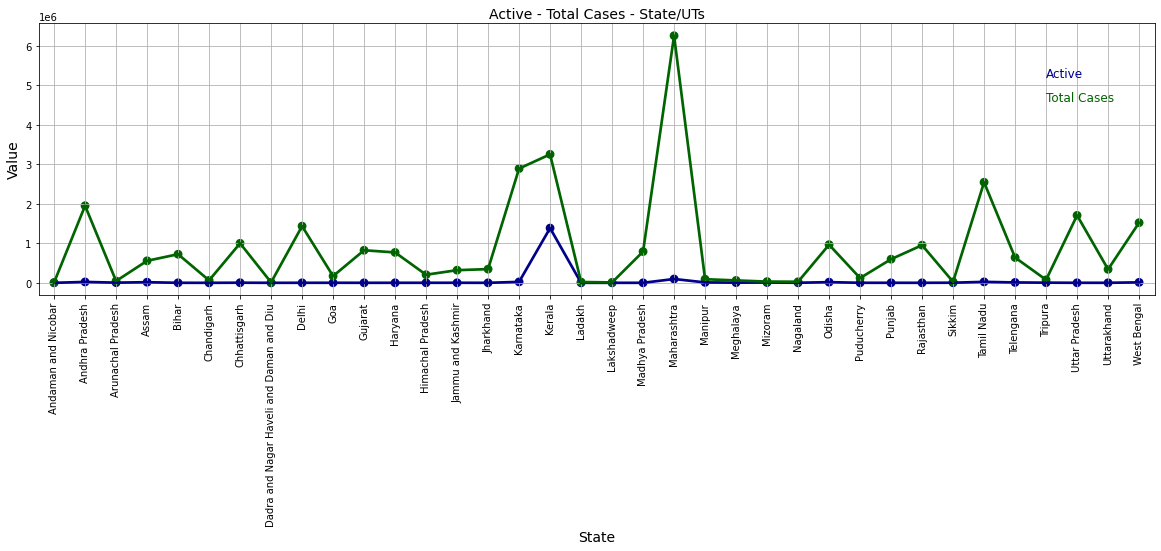 Active - Total Cases - State/UTs
1e6
6
5
4
3
2
1
0
Value
Active
Total Cases
Andaman and Nicobar
Andhra Pradesh
Arunachal Pradesh
Assam
Bihar
Chandigarh
Chhattisgarh
Dadra and Nagar Haveli and Daman and Diu
Delhi
Goa
Gujarat
Haryana
Himachal Pradesh
Jammu and Kashmir
Jharkhand
Karnataka
Kerala
Ladakh
Lakshadweep
Madhya Pradesh
Maharashtra
Manipur
Meghalaya
Mizoram
Nagaland
Odisha
Puducherry
Punjab
Rajasthan
Sikkim
Tamil Nadu
Telengana
Tripura
Uttar Pradesh
Uttarakhand
West Bengal
State